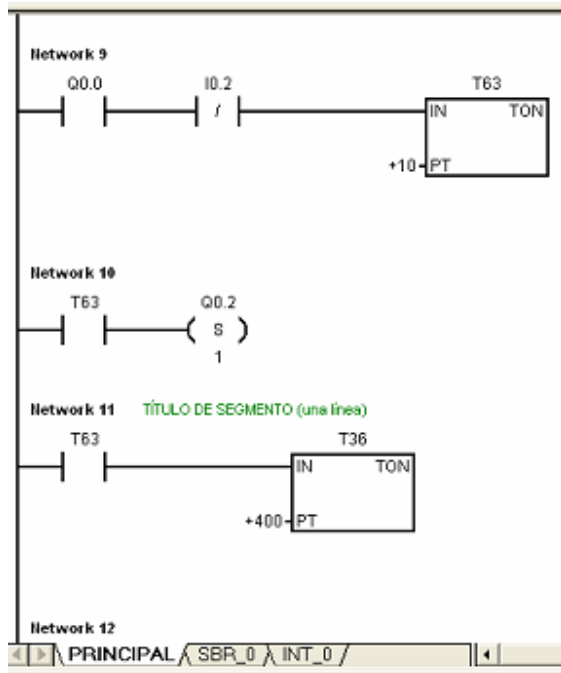 Network 9
Q0.0 I0.2 T63
/ IN TON
+10 PT
Network 10
T63 Q0.2
S
1
Network 11 TÍTULO DE SEGMENTO (una línea)
T63 T36
IN TON
+400 PT
Network 12
PRINCIPAL SBR_0 INT_0